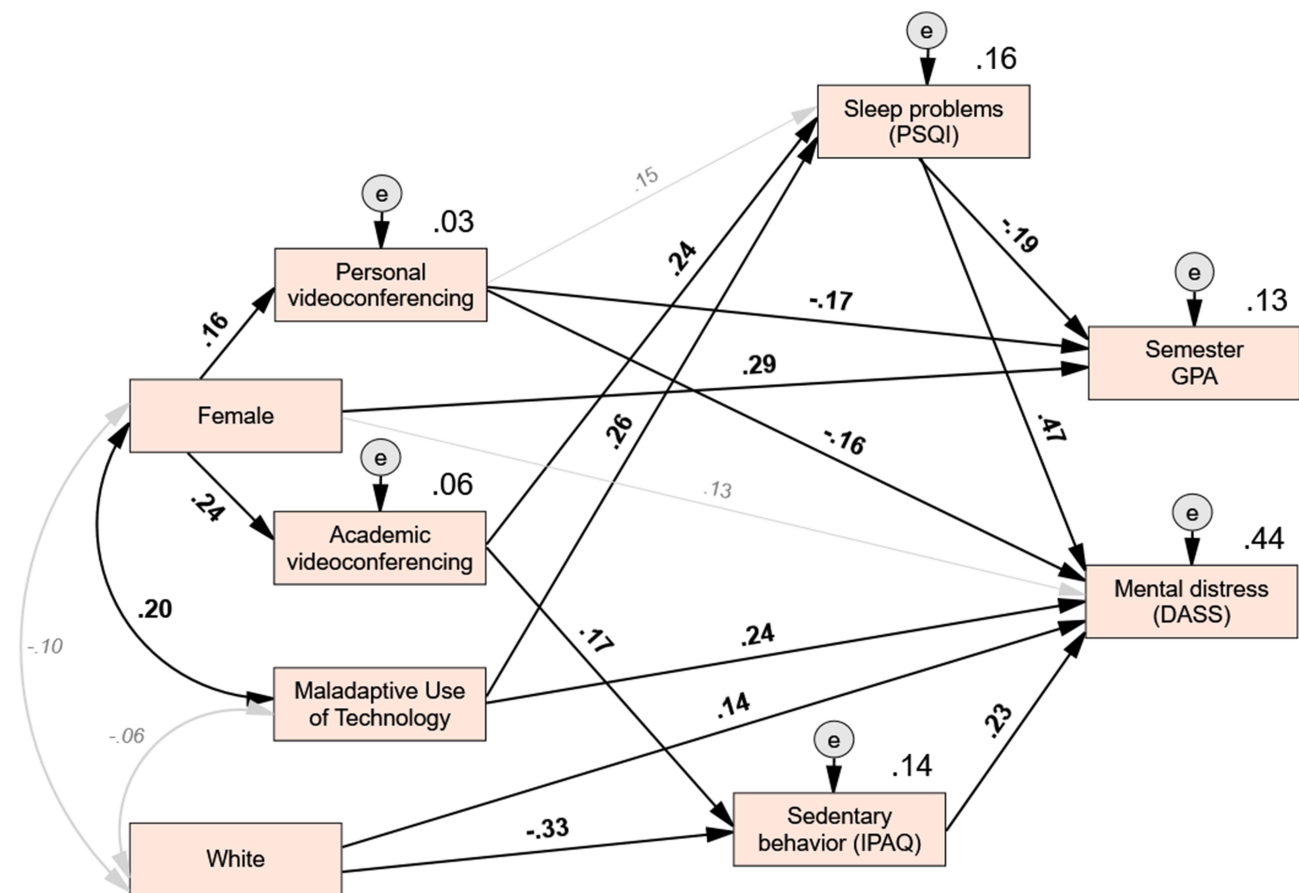 e
.16
Sleep problems
(PSQI)
.15
e
.03
Personal
videoconferencing
.24
-.19
e
.13
Semester
GPA
-.17
.16
.29
Female
.26
-.16
.47
e
.06
.24
Academic
videoconferencing
.13
e
.44
Mental distress
(DASS)
.20
-.10
.17
.24
Maladaptive Use
of Technology
.14
-.06
.23
e
.14
Sedentary
behavior (IPAQ)
-.33
White